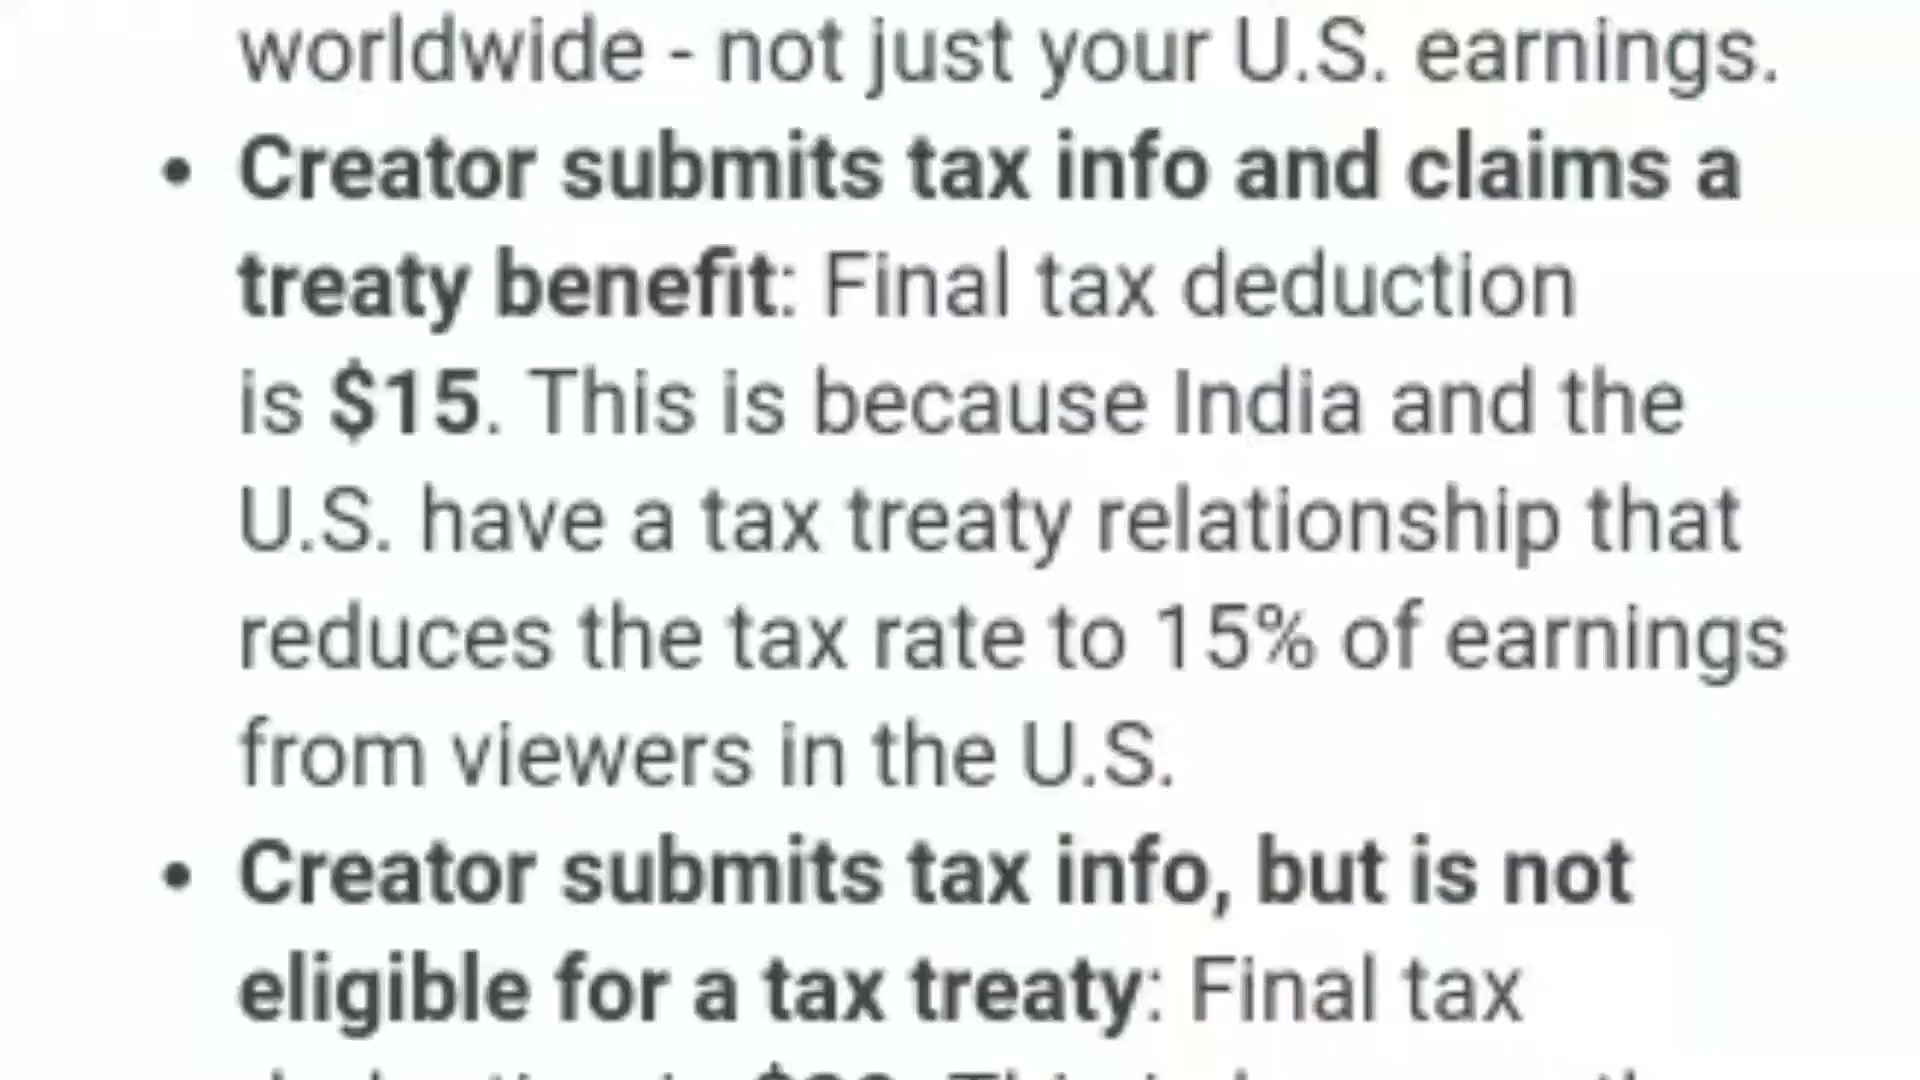 worldwide - not just your U.S. earnings.
• Creator submits tax info and claims a
treaty benefit: Final tax deduction
is $15. This is because India and the
U.S. have a tax treaty relationship that
reduces the tax rate to 15% of earnings
from viewers in the U.S.
• Creator submits tax info, but is not
eligible for a tax treaty: Final tax